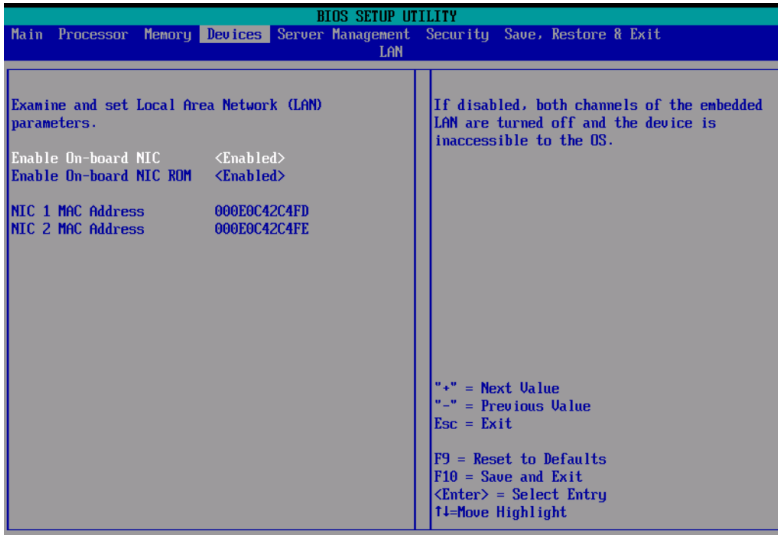 BIOS SETUP UTILITY
Main Processor Memory Devices Server Management Security Save, Restore & Exit
LAN
Examine and set Local Area Network (LAN)
parameters.
Enable On-board NIC <Enabled>
Enable On-board NIC ROM <Enabled>
NIC 1 MAC Address 000E0C42C4FD
NIC 2 MAC Address 000E0C42C4FE
If disabled, both channels of the embedded
LAN are turned off and the device is
inaccessible to the OS.
"+" = Next Value
"-" = Previous Value
Esc = Exit
F9 = Reset to Defaults
F10 = Save and Exit
<Enter> = Select Entry
↑↓=Move Highlight